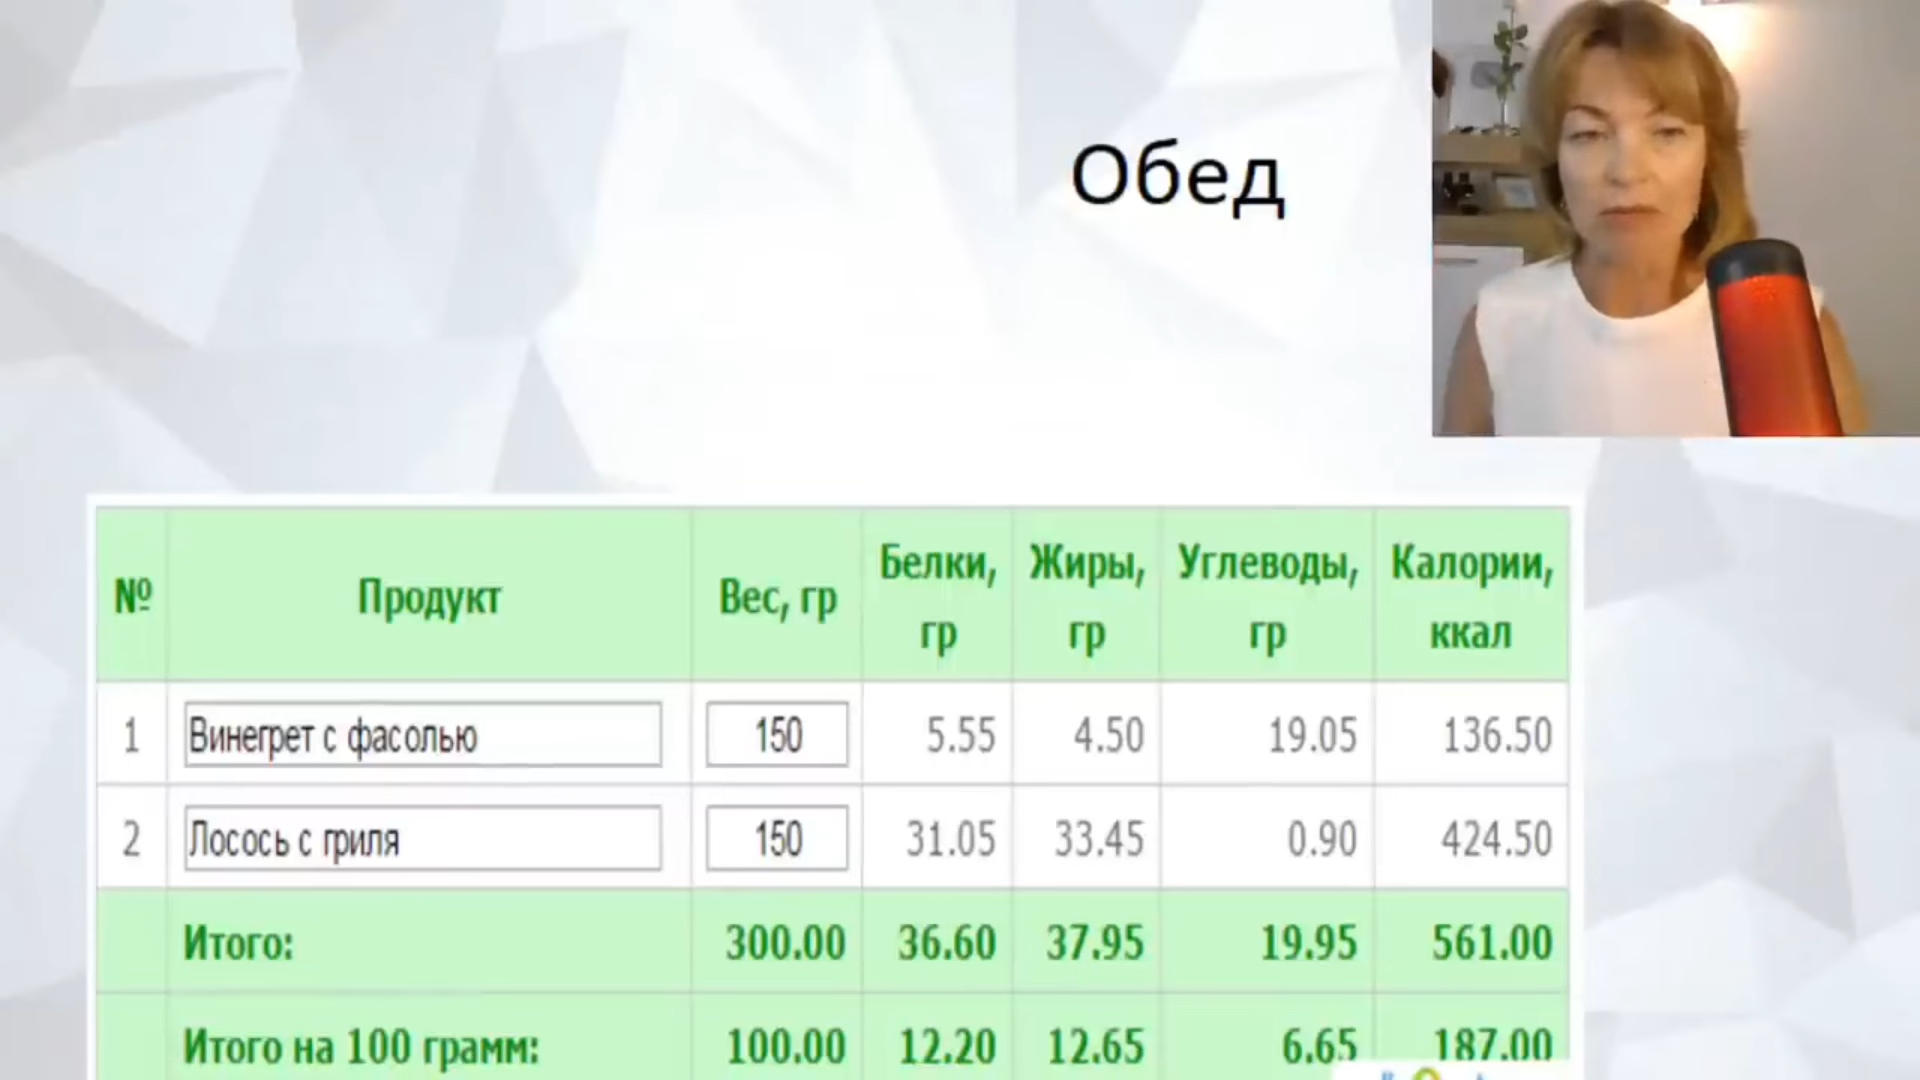 Обед
№ Продукт Вес, гр Белки, гр Жиры, гр Углеводы, гр Калории, ккал
1 Винегрет с фасолью 150 5.55 4.50 19.05 136.50
2 Лосось с гриля 150 31.05 33.45 0.90 424.50
Итого: 300.00 36.60 37.95 19.95 561.00
Итого на 100 грамм: 100.00 12.20 12.65 6.65 187.00